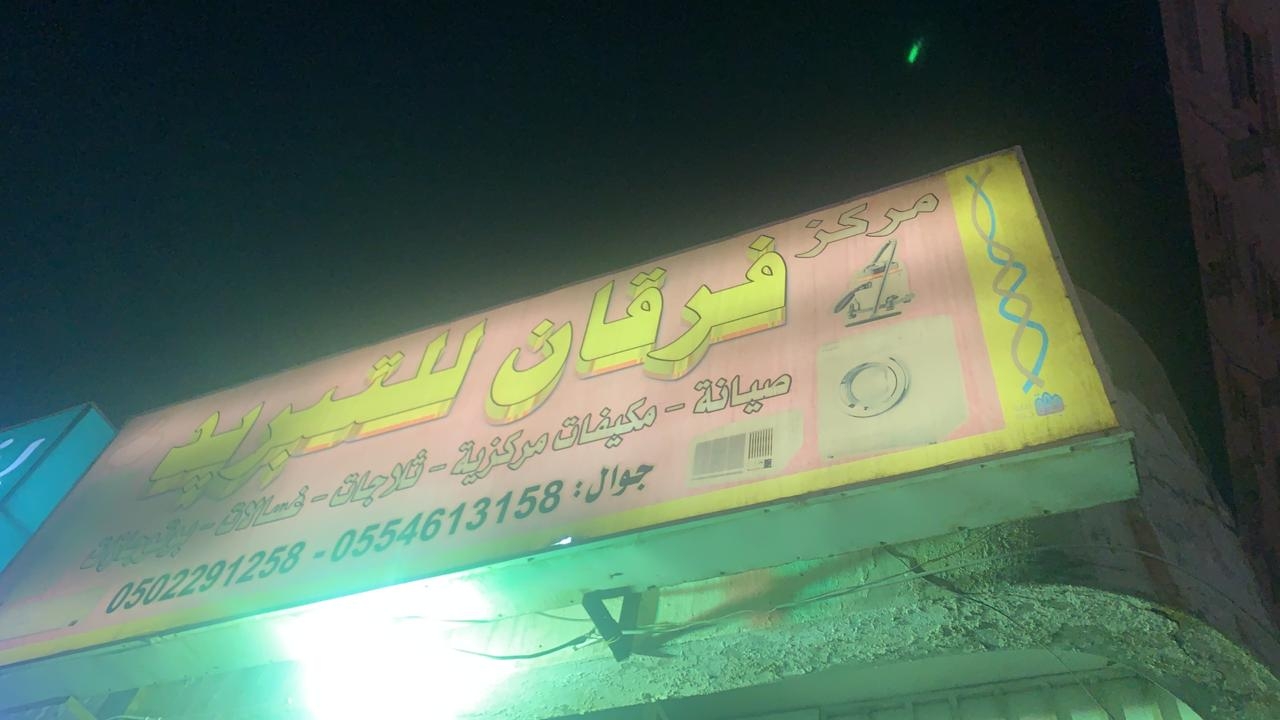 مركز
فرقان للتبريد
صيانة - مكيفات مركزية - ثلاجات - غسالات -
جوال: 0554613158 - 0502291258